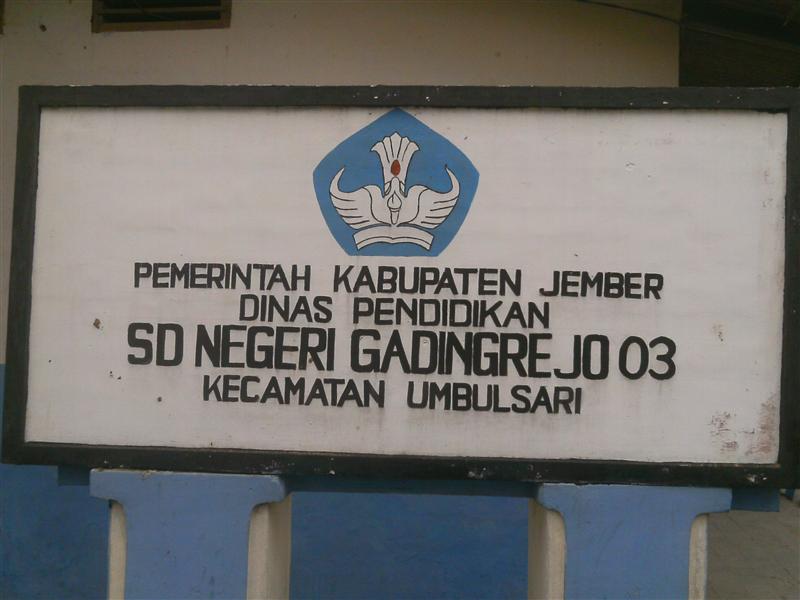 PEMERINTAH KABUPATEN JEMBER
DINAS PENDIDIKAN
SD NEGERI GADINGREJO 03
KECAMATAN UMBULSARI